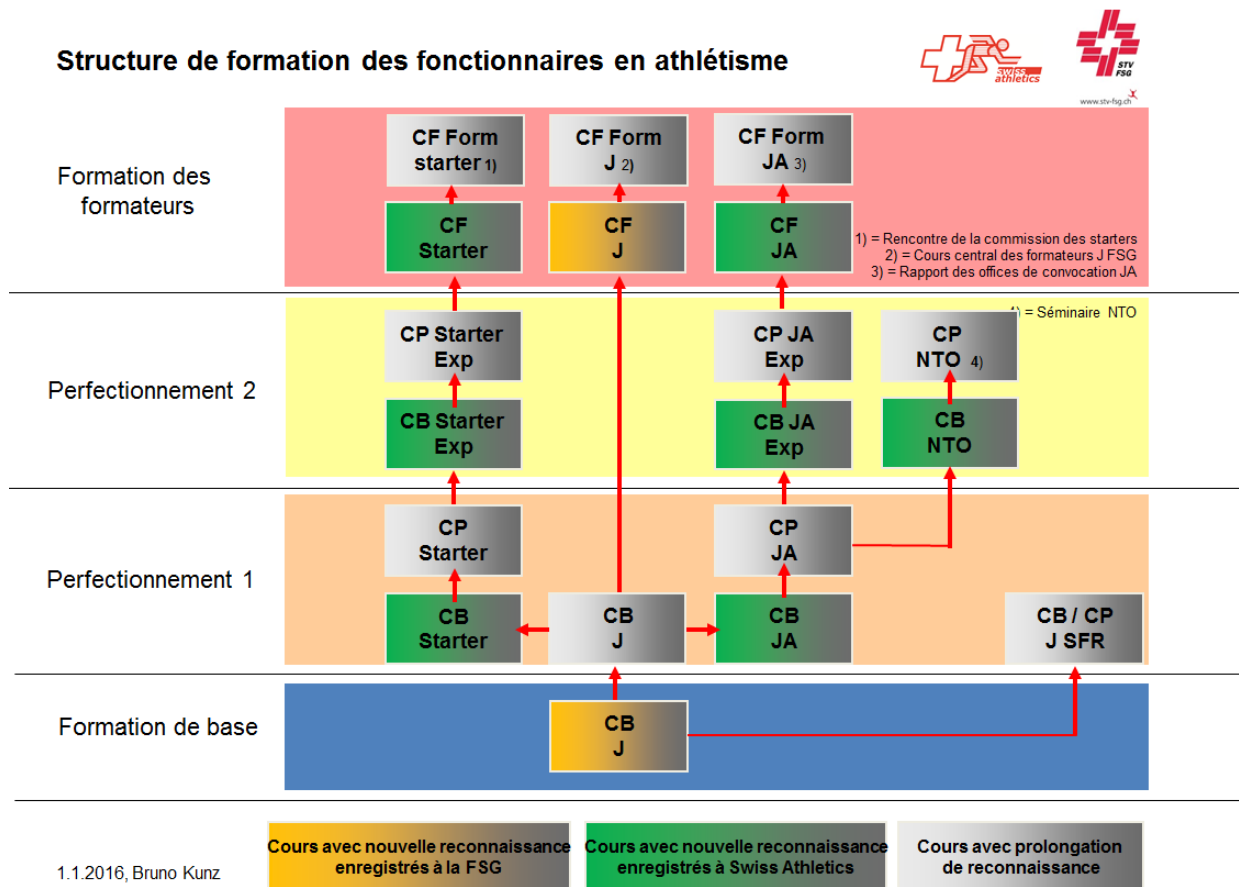 Structure de formation des fonctionnaires en athlétisme
swiss
athletics
STV
FSG
www.stv-fsg.ch
Formation des
formateurs
CF Form
starter 1)
CF Form
J 2)
CF Form
JA 3)
CF
Starter
CF
J
CF
JA
1) = Rencontre de la commission des starters
2) = Cours central des formateurs J FSG
3) = Rapport des offices de convocation JA
Perfectionnement 2
4) = Séminaire NTO
CP Starter
Exp
CP JA
Exp
CP
NTO 4)
CB Starter
Exp
CB JA
Exp
CB
NTO
Perfectionnement 1
CP
Starter
CP
JA
CB
Starter
CB
J
CB
JA
CB / CP
J SFR
Formation de base
CB
J
1.1.2016, Bruno Kunz
Cours avec nouvelle reconnaissance
enregistrés à la FSG
Cours avec nouvelle reconnaissance
enregistrés à Swiss Athletics
Cours avec prolongation
de reconnaissance